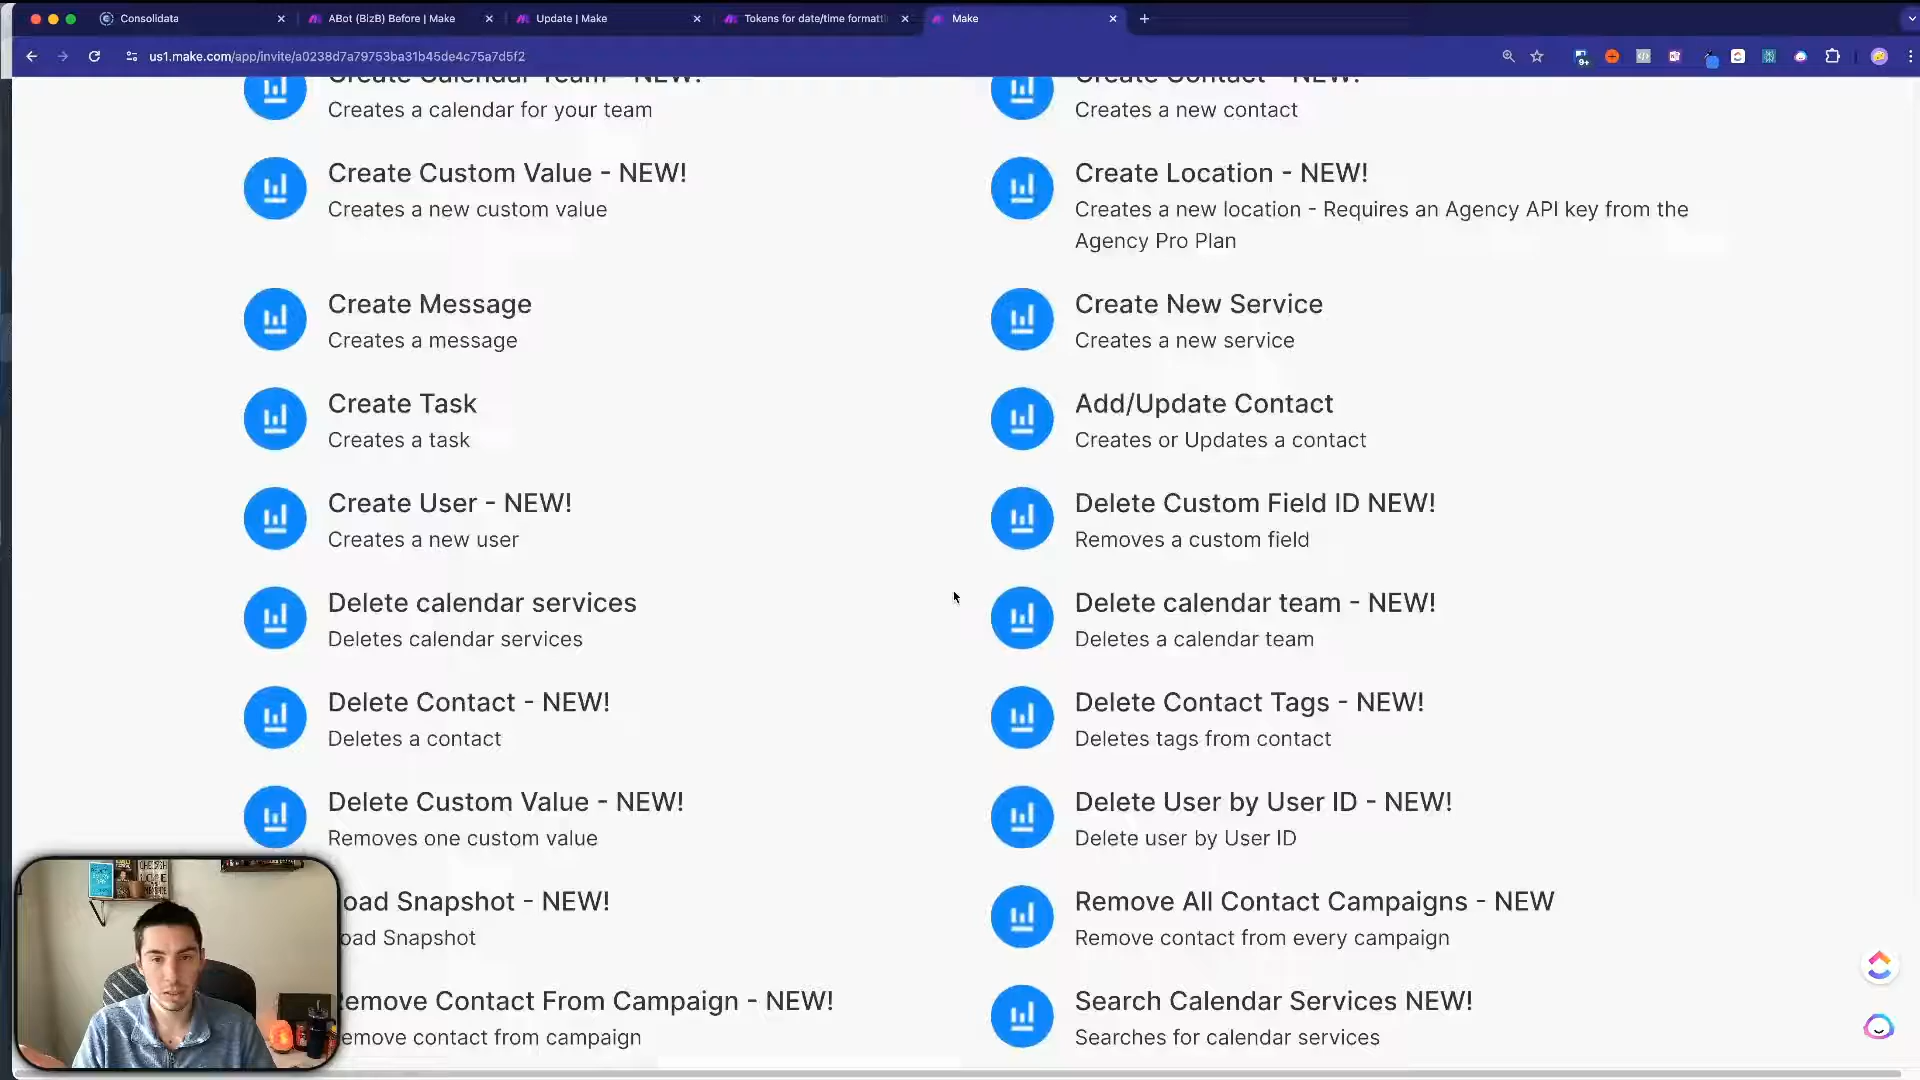 Consolidata
ABot (BizB) Before | Make
Update | Make
Tokens for date/time formatti
Make
us1.make.com/app/invite/a0238d7a79753ba31b45de4c75a7d5f2
9+
Create Calendar Team - NEW!
Creates a calendar for your team
Create Contact - NEW!
Creates a new contact
Create Custom Value - NEW!
Creates a new custom value
Create Location - NEW!
Creates a new location - Requires an Agency API key from the
Agency Pro Plan
Create Message
Creates a message
Create New Service
Creates a new service
Create Task
Creates a task
Add/Update Contact
Creates or Updates a contact
Create User - NEW!
Creates a new user
Delete Custom Field ID NEW!
Removes a custom field
Delete calendar services
Deletes calendar services
Delete calendar team - NEW!
Deletes a calendar team
Delete Contact - NEW!
Deletes a contact
Delete Contact Tags - NEW!
Deletes tags from contact
Delete Custom Value - NEW!
Removes one custom value
Delete User by User ID - NEW!
Delete user by User ID
oad Snapshot - NEW!
oad Snapshot
Remove All Contact Campaigns - NEW
Remove contact from every campaign
emove Contact From Campaign - NEW!
emove contact from campaign
Search Calendar Services NEW!
Searches for calendar services